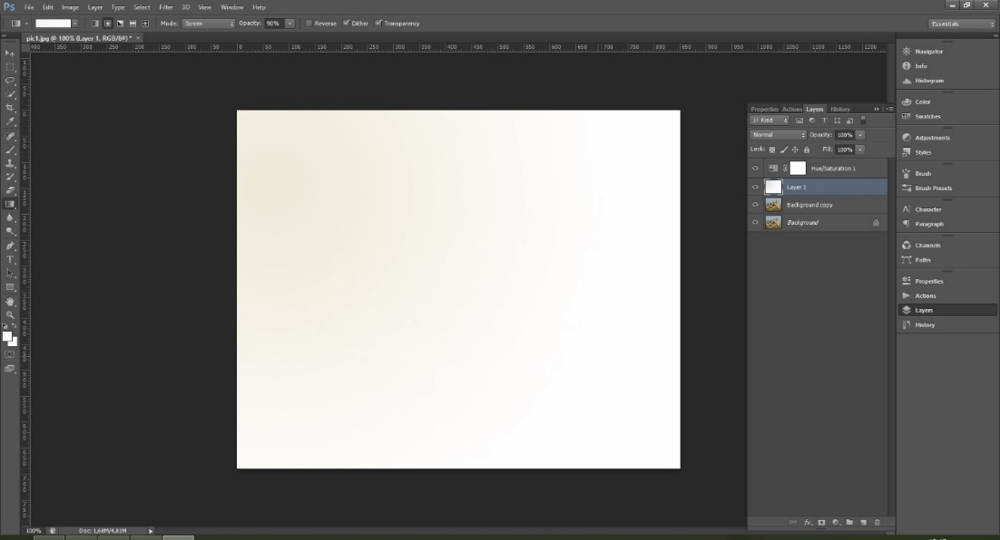 Ps File Edit Image Layer Type Select Filter 3D View Window Help
Mode: Screen Opacity: 90% Reverse Dither Transparency Essentials
pic1.jpg @ 100% (Layer 1, RGB/8#) * ×
400 350 300 250 200 150 100 50 0 50 100 150 200 250 300 350 400 450 500 550 600 650 700 750 800 850 900 950 1000 1050 1100 1150 1200
Navigator
Info
Histogram
Color
Swatches
Adjustments
Styles
Brush
Brush Presets
Character
Paragraph
Channels
Paths
Properties
Actions
Layers
History
Properties Actions Layers History
Kind
Normal Opacity: 100%
Lock: Fill: 100%
Hue/Saturation 1
Layer 1
Background copy
Background
100% Doc: 1,68M/4,81M